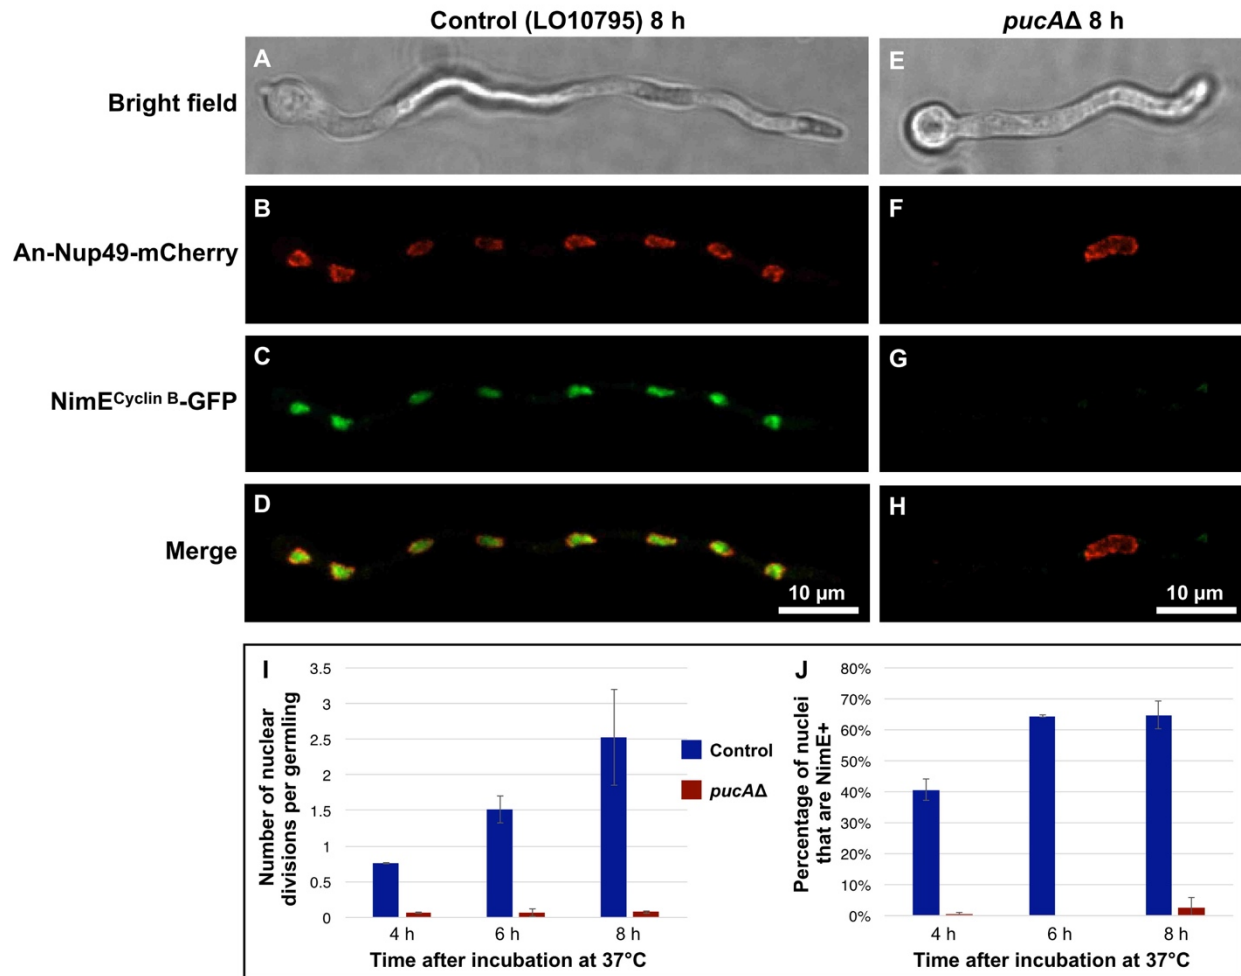 Control (LO10795) 8 h
pucAΔ 8 h
Bright field
A
E
An-Nup49-mCherry
B
F
NimECyclin B-GFP
C
G
Merge
D
10 µm
H
10 µm
I
Number of nuclear
divisions per germling
3.5
3
2.5
2
1.5
1
0.5
0
4 h 6 h 8 h
Time after incubation at 37°C
Control
pucAΔ
J
Percentage of nuclei
that are NimE+
80%
70%
60%
50%
40%
30%
20%
10%
0%
4 h 6 h 8 h
Time after incubation at 37°C